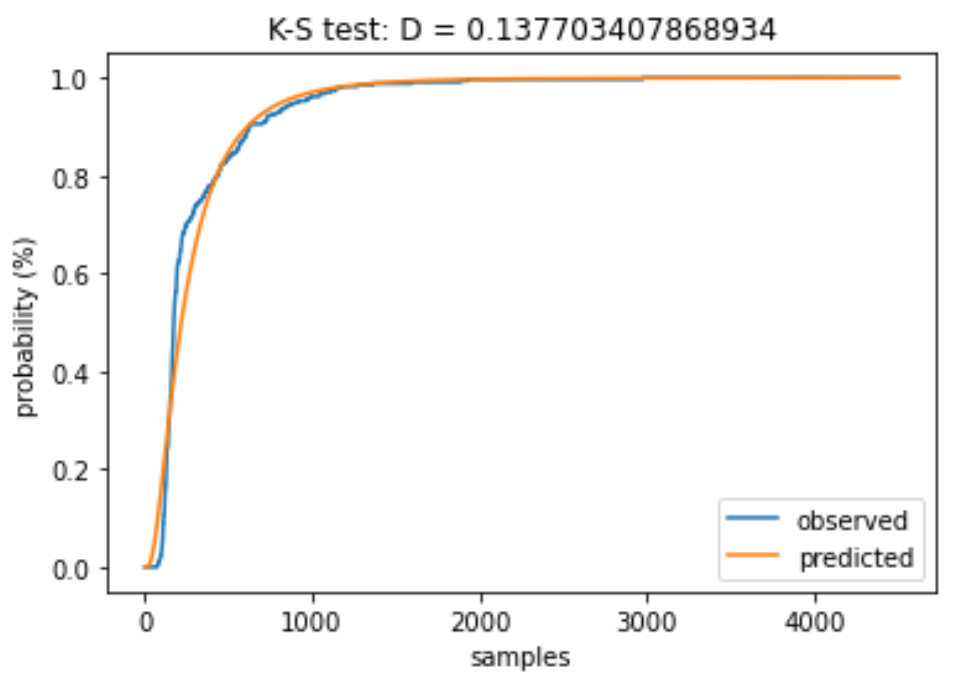 K-S test: D = 0.137703407868934
1.0
0.8
0.6
0.4
0.2
0.0
probability (%)
observed
predicted
0 1000 2000 3000 4000
samples